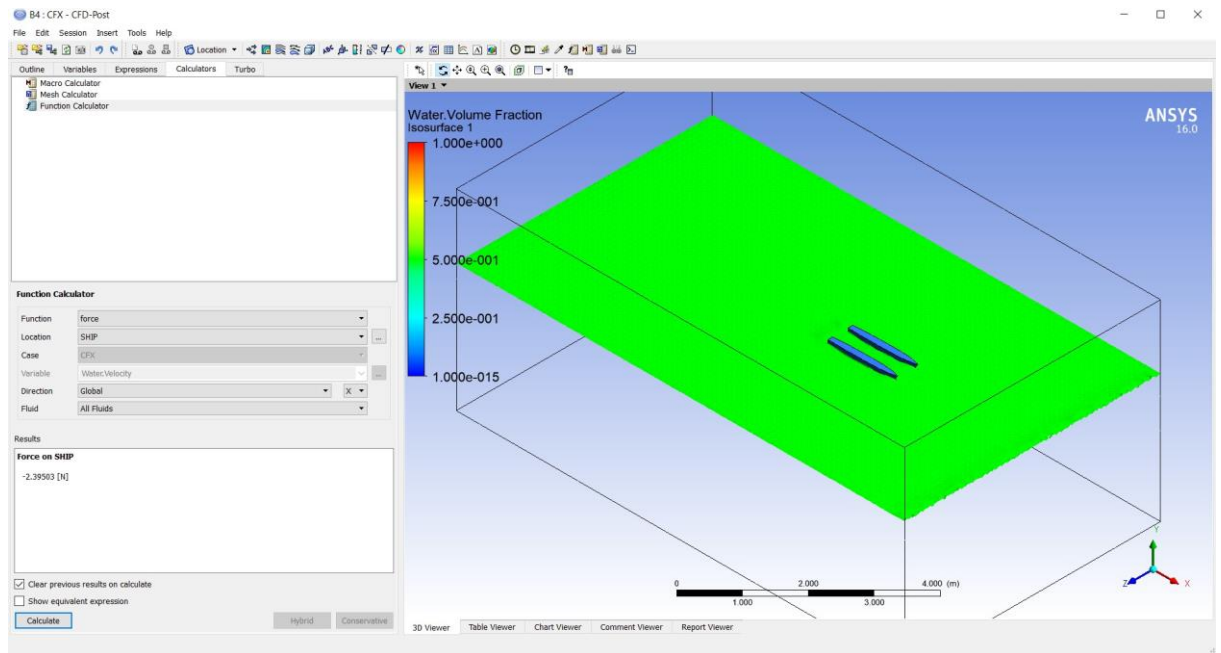 B4 : CFX - CFD-Post
File Edit Session Insert Tools Help
Location
Outline Variables Expressions Calculators Turbo
Macro Calculator
Mesh Calculator
Function Calculator
Function Calculator
Function force
Location SHIP ...
Case CFX
Variable Water.Velocity ...
Direction Global X
Fluid All Fluids
Results
Force on SHIP
-2.39503 [N]
Clear previous results on calculate
Show equivalent expression
Calculate Hybrid Conservative
View 1
Water.Volume Fraction
Isosurface 1
1.000e+000
7.500e-001
5.000e-001
2.500e-001
1.000e-015
ANSYS
16.0
0 2.000 4.000 (m)
1.000 3.000
Y
Z X
3D Viewer Table Viewer Chart Viewer Comment Viewer Report Viewer